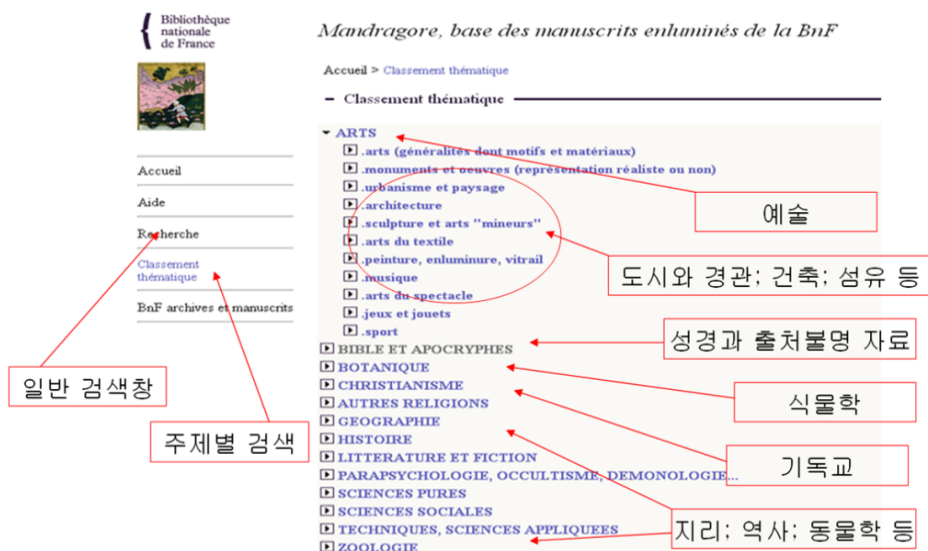 Bibliothèque
nationale
de France
Mandragore, base des manuscrits enluminés de la BnF
Accueil > Classement thématique
Classement thématique
Accueil
Aide
Recherche
Classement
thématique
BnF archives et manuscrits
ARTS
.arts (généralités dont motifs et matériaux)
.monuments et oeuvres (représentation réaliste ou non)
.urbanisme et paysage
.architecture
.sculpture et arts "mineurs"
.arts du textile
.peinture, enluminure, vitrail
.musique
.arts du spectacle
.jeux et jouets
.sport
BIBLE ET APOCRYPHES
BOTANIQUE
CHRISTIANISME
AUTRES RELIGIONS
GEOGRAPHIE
HISTOIRE
LITTERATURE ET FICTION
PARAPSYCHOLOGIE, OCCULTISME, DEMONOLOGIE...
SCIENCES PURES
SCIENCES SOCIALES
TECHNIQUES, SCIENCES APPLIQUEES
ZOOLOGIE
예술
도시와 경관; 건축; 섬유 등
성경과 출처불명 자료
식물학
기독교
지리; 역사; 동물학 등
일반 검색창
주제별 검색